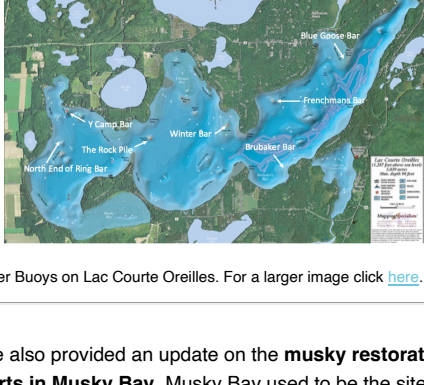 Blue Goose Bar
Frenchmans Bar
Y Camp Bar
Winter Bar
The Rock Pile
Brubaker Bar
North End of Ring Bar
Lac Courte Oreilles
er Buoys on Lac Courte Oreilles. For a larger image click here.
e also provided an update on the musky restorat
rts in Musky Bay. Musky Bay used to be the site